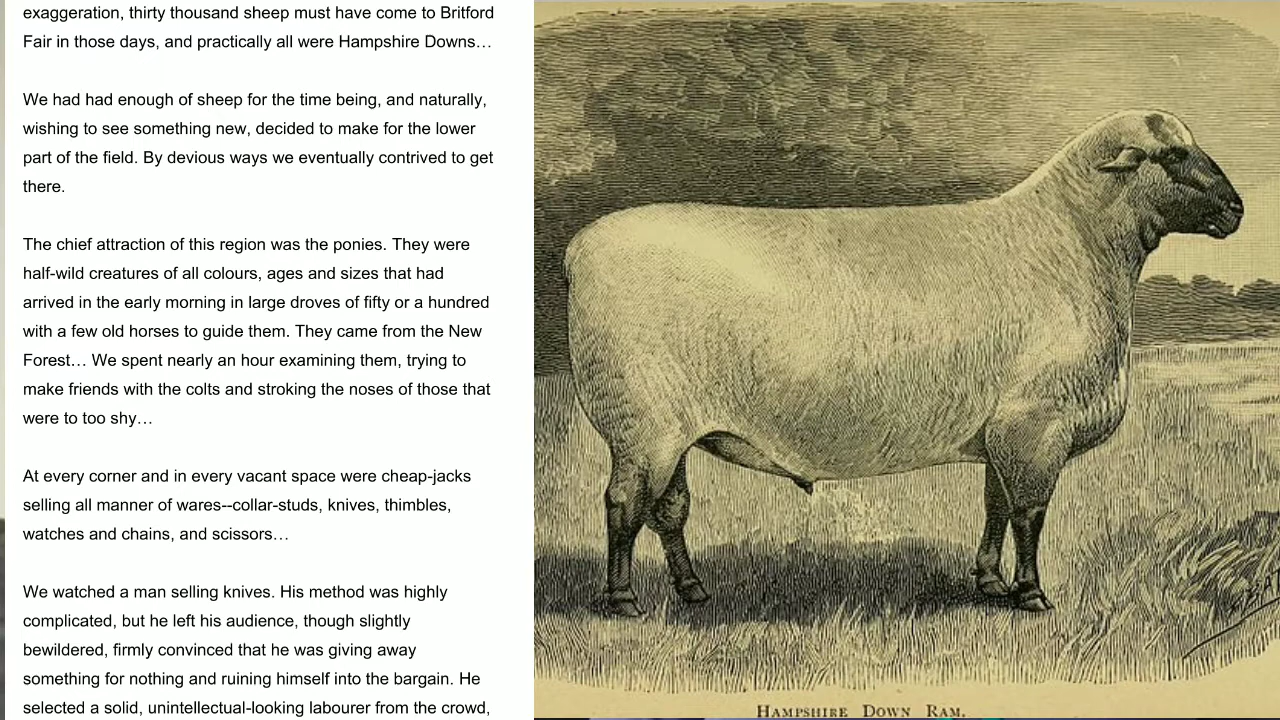 exaggeration, thirty thousand sheep must have come to Britford
Fair in those days, and practically all were Hampshire Downs…
We had had enough of sheep for the time being, and naturally,
wishing to see something new, decided to make for the lower
part of the field. By devious ways we eventually contrived to get
there.
The chief attraction of this region was the ponies. They were
half-wild creatures of all colours, ages and sizes that had
arrived in the early morning in large droves of fifty or a hundred
with a few old horses to guide them. They came from the New
Forest… We spent nearly an hour examining them, trying to
make friends with the colts and stroking the noses of those that
were to too shy…
At every corner and in every vacant space were cheap-jacks
selling all manner of wares--collar-studs, knives, thimbles,
watches and chains, and scissors…
We watched a man selling knives. His method was highly
complicated, but he left his audience, though slightly
bewildered, firmly convinced that he was giving away
something for nothing and ruining himself into the bargain. He
selected a solid, unintellectual-looking labourer from the crowd,
HAMPSHIRE DOWN RAM.